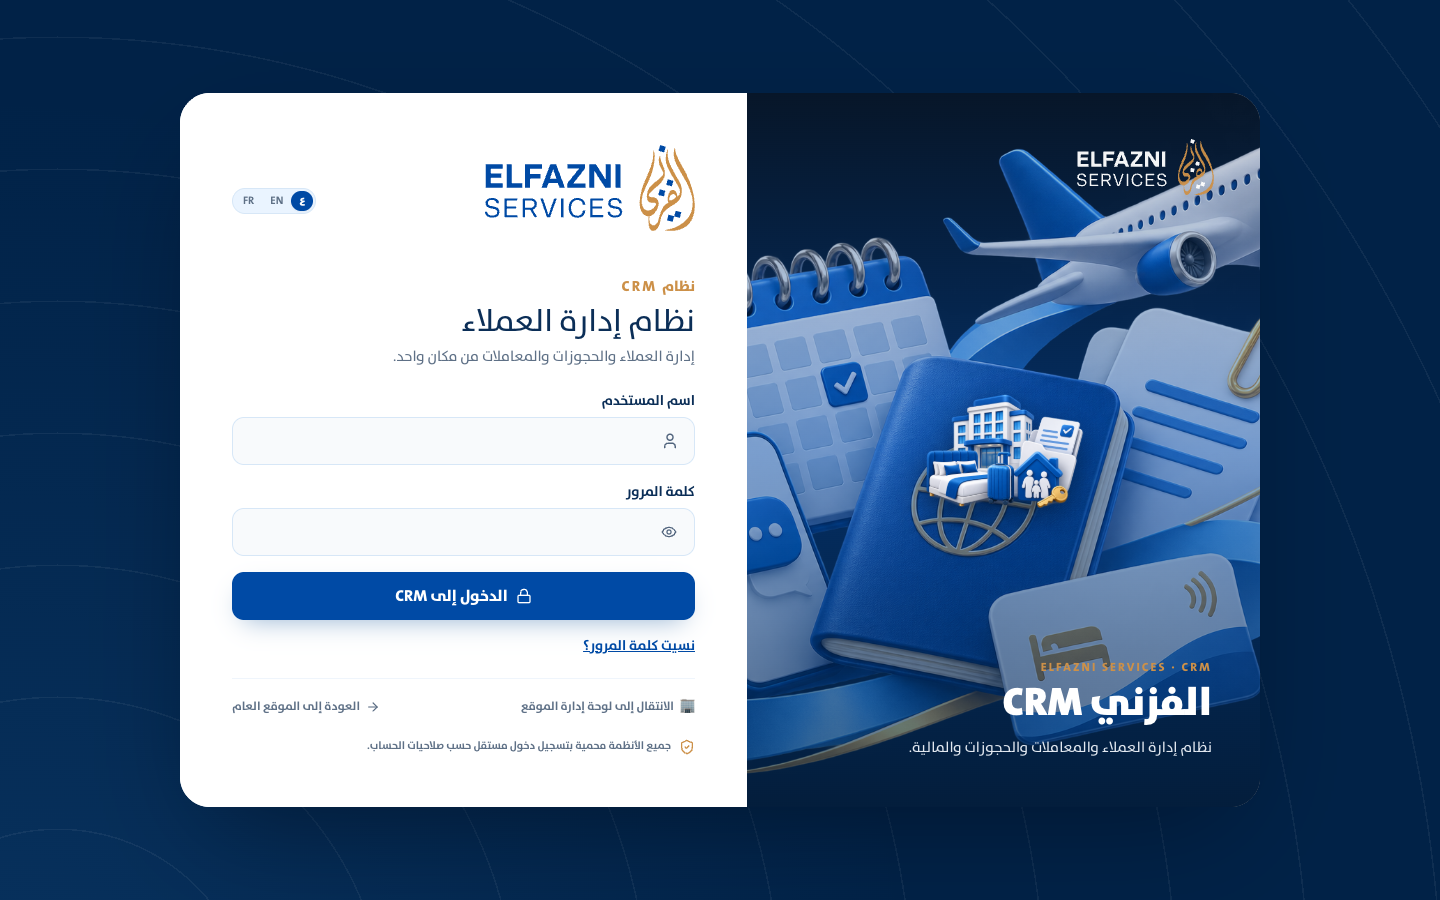 ELFAZNI
SERVICES
الفزني
ELFAZNI SERVICES · CRM
الفزني CRM
نظام إدارة العملاء والمعاملات والحجوزات والمالية.
ELFAZNI
SERVICES
الفزني
FR EN ع
نظام CRM
نظام إدارة العملاء
إدارة العملاء والحجوزات والمعاملات من مكان واحد.
اسم المستخدم
كلمة المرور
الدخول إلى CRM
نسيت كلمة المرور؟
الانتقال إلى لوحة إدارة الموقع
العودة إلى الموقع العام
جميع الأنظمة محمية بتسجيل دخول مستقل حسب صلاحيات الحساب.